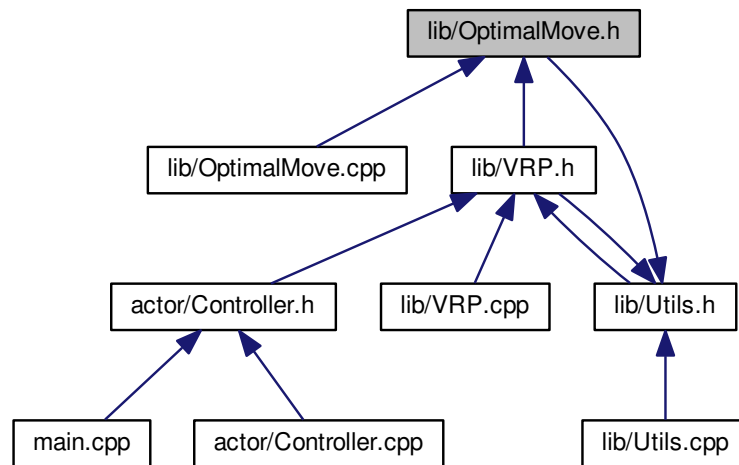 lib/OptimalMove.h
lib/OptimalMove.cpp
lib/VRP.h
actor/Controller.h
lib/VRP.cpp
lib/Utils.h
main.cpp
actor/Controller.cpp
lib/Utils.cpp